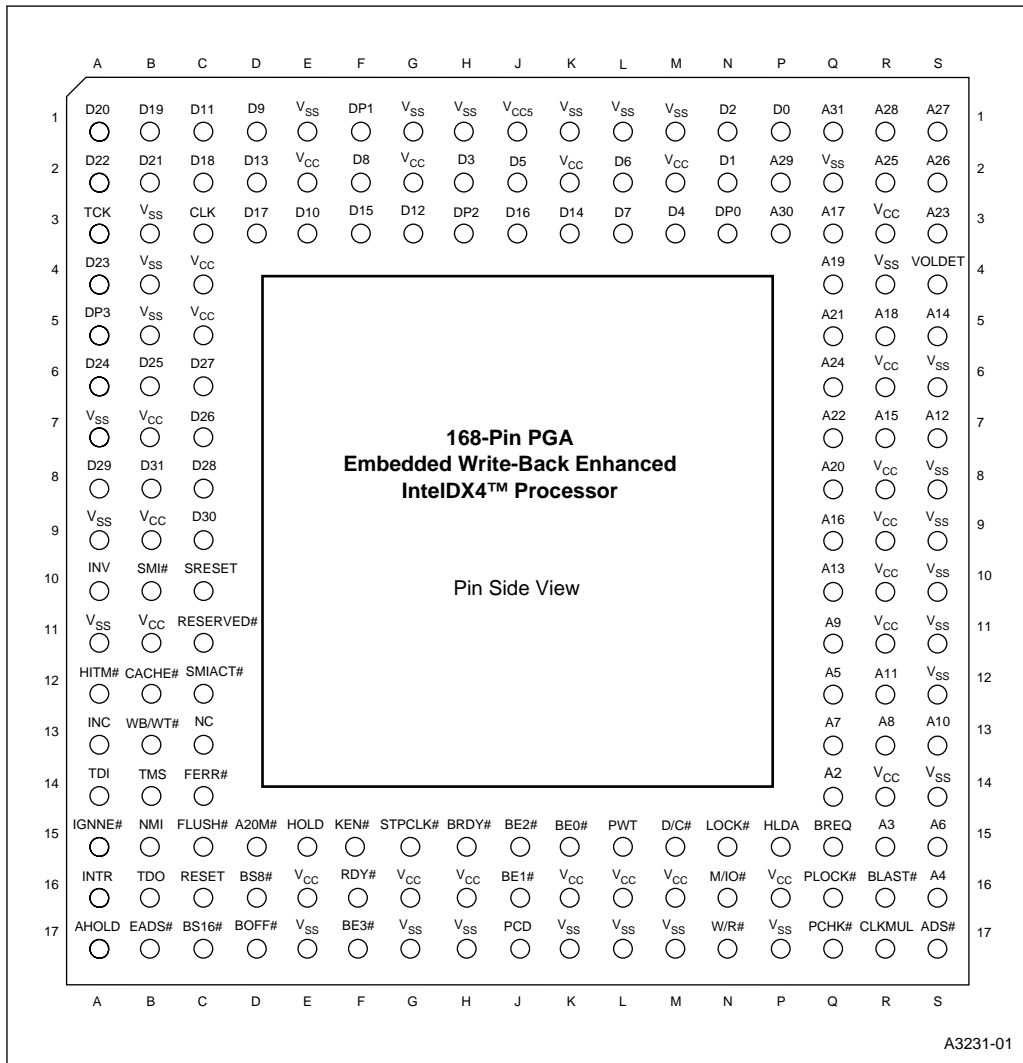 A B C D E F G H J K L M N P Q R S
D20 D19 D11 D9 VSS DP1 VSS VSS VCC5 VSS VSS VSS D2 D0 A31 A28 A27
1 1
D22 D21 D18 D13 VCC D8 VCC D3 D5 VCC D6 VCC D1 A29 VSS A25 A26
2 2
TCK VSS CLK D17 D10 D15 D12 DP2 D16 D14 D7 D4 DP0 A30 A17 VCC A23
3 3
D23 VSS VCC A19 VSS VOLDET
4 4
DP3 VSS VCC A21 A18 A14
5 5
D24 D25 D27 A24 VCC VSS
6 6
VSS VCC D26 A22 A15 A12
7 7
168-Pin PGA
Embedded Write-Back Enhanced
IntelDX4™ Processor
D29 D31 D28 A20 VCC VSS
8 8
VSS VCC D30 A16 VCC VSS
9 9
INV SMI# SRESET A13 VCC VSS
10 10
Pin Side View
VSS VCC RESERVED# A9 VCC VSS
11 11
HITM# CACHE# SMIACT# A5 A11 VSS
12 12
INC WB/WT# NC A7 A8 A10
13 13
TDI TMS FERR# A2 VCC VSS
14 14
IGNNE# NMI FLUSH# A20M# HOLD KEN# STPCLK# BRDY# BE2# BE0# PWT D/C# LOCK# HLDA BREQ A3 A6
15 15
INTR TDO RESET BS8# VCC RDY# VCC VCC BE1# VCC VCC VCC M/IO# VCC PLOCK# BLAST# A4
16 16
AHOLD EADS# BS16# BOFF# VSS BE3# VSS VSS PCD VSS VSS VSS W/R# VSS PCHK# CLKMUL ADS#
17 17
A B C D E F G H J K L M N P Q R S
A3231-01